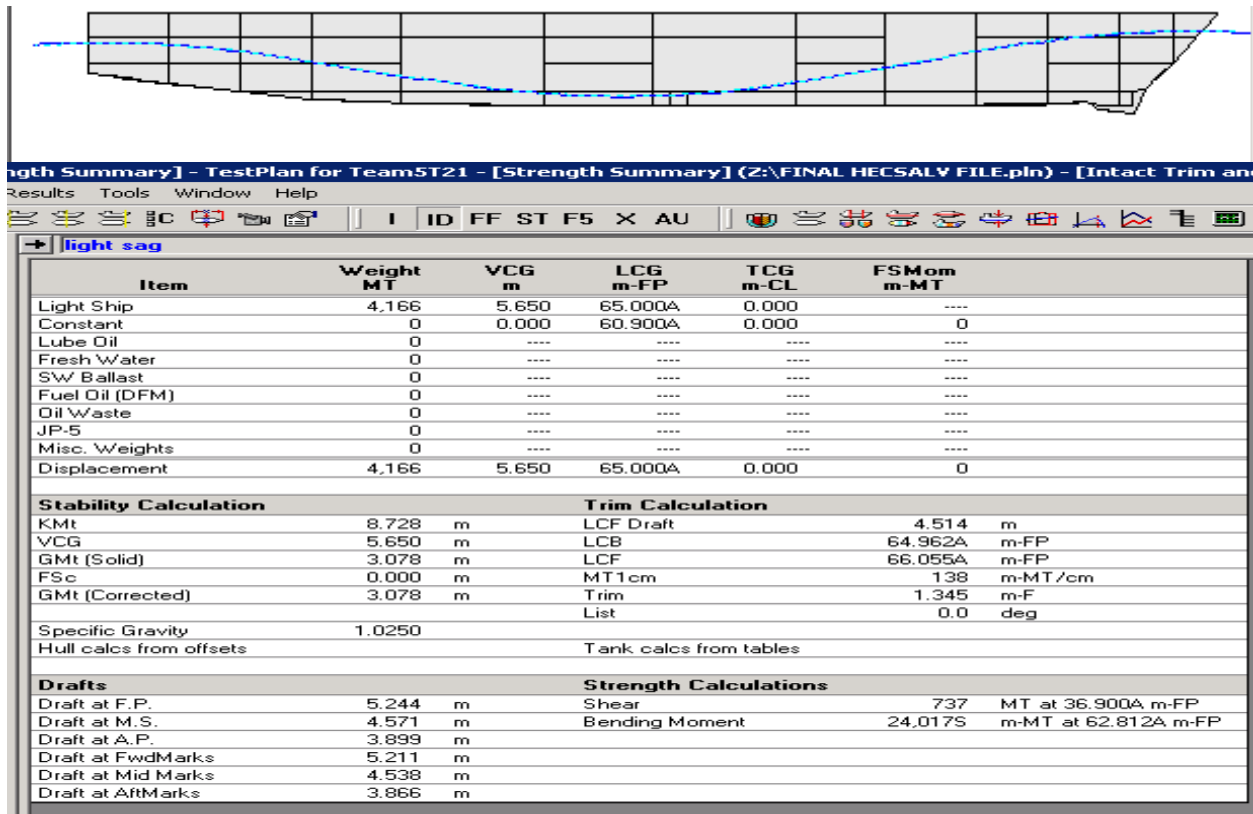 ngth Summary] - TestPlan for Team5T21 - [Strength Summary] (Z:\FINAL HECSALV FILE.pln) - [Intact Trim an
Results Tools Window Help
I ID FF ST F5 X AU
light sag
Item Weight MT VCG m LCG m-FP TCG m-CL FSMom m-MT
Light Ship 4,166 5.650 65.000A 0.000 ----
Constant 0 0.000 60.900A 0.000 0
Lube Oil 0 ---- ---- ---- ----
Fresh Water 0 ---- ---- ---- ----
SW Ballast 0 ---- ---- ---- ----
Fuel Oil (DFM) 0 ---- ---- ---- ----
Oil Waste 0 ---- ---- ---- ----
JP-5 0 ---- ---- ---- ----
Misc. Weights 0 ---- ---- ---- ----
Displacement 4,166 5.650 65.000A 0.000 0
Stability Calculation Trim Calculation
KMt 8.728 m LCF Draft 4.514 m
VCG 5.650 m LCB 64.962A m-FP
GMt (Solid) 3.078 m LCF 66.055A m-FP
FSc 0.000 m MT1cm 138 m-MT/cm
GMt (Corrected) 3.078 m Trim 1.345 m-F
List 0.0 deg
Specific Gravity 1.0250
Hull calcs from offsets Tank calcs from tables
Drafts Strength Calculations
Draft at F.P. 5.244 m Shear 737 MT at 36.900A m-FP
Draft at M.S. 4.571 m Bending Moment 24,017S m-MT at 62.812A m-FP
Draft at A.P. 3.899 m
Draft at FwdMarks 5.211 m
Draft at Mid Marks 4.538 m
Draft at AftMarks 3.866 m